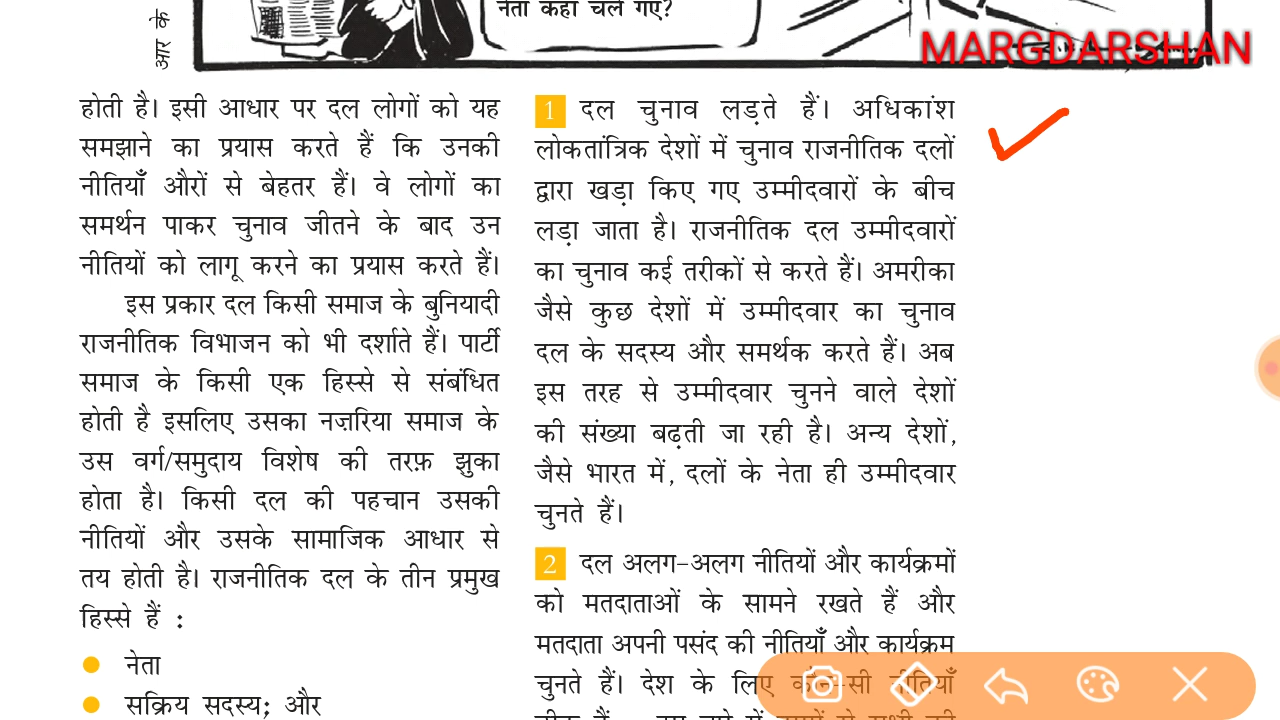 नेता कहाँ चले गए?
आर के
MARGDARSHAN
होती है। इसी आधार पर दल लोगों को यह
समझाने का प्रयास करते हैं कि उनकी
नीतियाँ औरों से बेहतर हैं। वे लोगों का
समर्थन पाकर चुनाव जीतने के बाद उन
नीतियों को लागू करने का प्रयास करते हैं।
इस प्रकार दल किसी समाज के बुनियादी
राजनीतिक विभाजन को भी दर्शाते हैं। पार्टी
समाज के किसी एक हिस्से से संबंधित
होती है इसलिए उसका नज़रिया समाज के
उस वर्ग/समुदाय विशेष की तरफ़ झुका
होता है। किसी दल की पहचान उसकी
नीतियों और उसके सामाजिक आधार से
तय होती है। राजनीतिक दल के तीन प्रमुख
हिस्से हैं :
नेता
सक्रिय सदस्य; और
1 दल चुनाव लड़ते हैं। अधिकांश
लोकतांत्रिक देशों में चुनाव राजनीतिक दलों
द्वारा खड़ा किए गए उम्मीदवारों के बीच
लड़ा जाता है। राजनीतिक दल उम्मीदवारों
का चुनाव कई तरीकों से करते हैं। अमरीका
जैसे कुछ देशों में उम्मीदवार का चुनाव
दल के सदस्य और समर्थक करते हैं। अब
इस तरह से उम्मीदवार चुनने वाले देशों
की संख्या बढ़ती जा रही है। अन्य देशों,
जैसे भारत में, दलों के नेता ही उम्मीदवार
चुनते हैं।
2 दल अलग-अलग नीतियों और कार्यक्रमों
को मतदाताओं के सामने रखते हैं और
मतदाता अपनी पसंद की नीतियाँ और कार्यक्रम
चुनते हैं। देश के लिए कौन-सी नीतियाँ